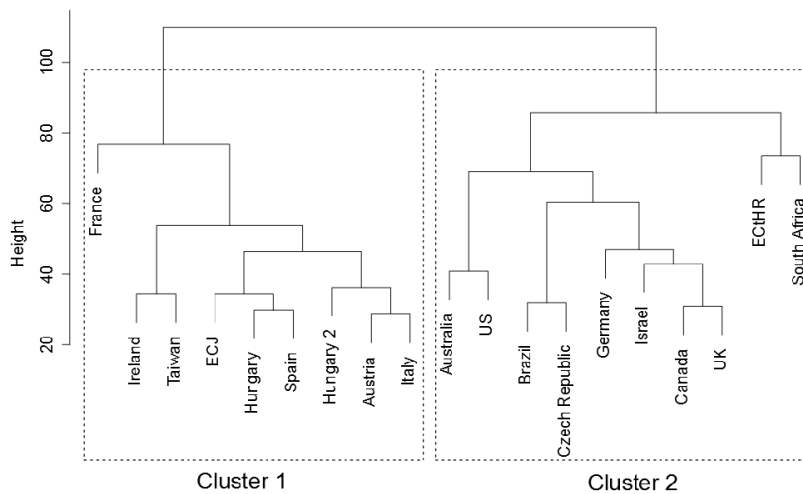 Height
100
80
60
40
20
France
Ireland
Taiwan
ECJ
Hungary
Spain
Hungary 2
Austria
Italy
Australia
US
Brazil
Czech Republic
Germany
Israel
Canada
UK
ECtHR
South Africa
Cluster 1
Cluster 2